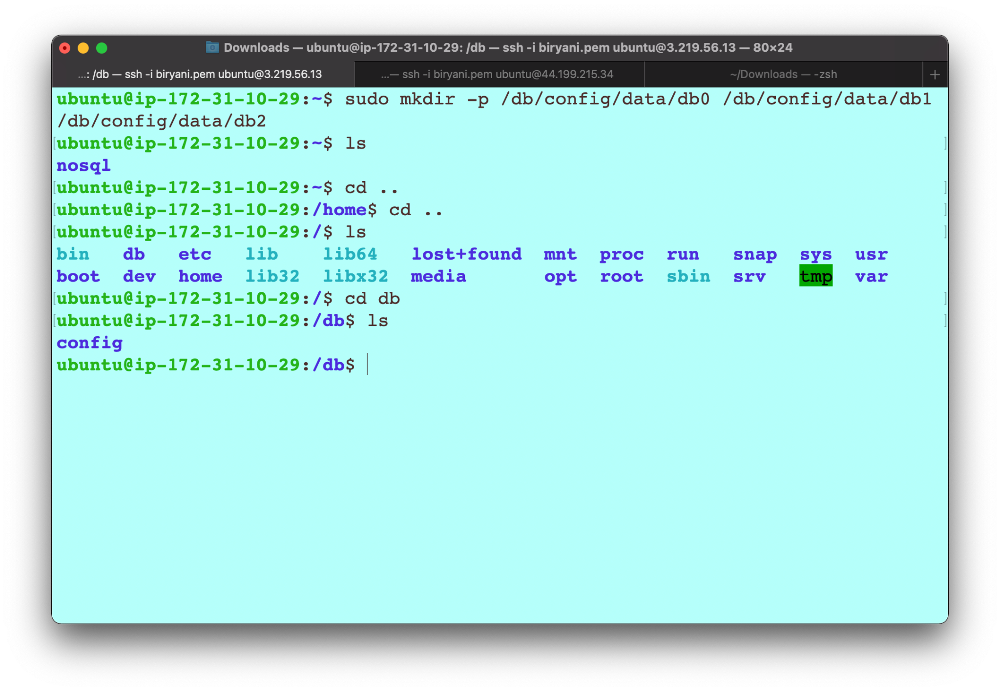 Downloads — ubuntu@ip-172-31-10-29: /db — ssh -i biryani.pem ubuntu@3.219.56.13 — 80×24
...: /db — ssh -i biryani.pem ubuntu@3.219.56.13 ...— ssh -i biryani.pem ubuntu@44.199.215.34 ~/Downloads — -zsh +
ubuntu@ip-172-31-10-29:~$ sudo mkdir -p /db/config/data/db0 /db/config/data/db1
/db/config/data/db2
[ubuntu@ip-172-31-10-29:~$ ls ]
nosql
[ubuntu@ip-172-31-10-29:~$ cd .. ]
[ubuntu@ip-172-31-10-29:/home$ cd .. ]
[ubuntu@ip-172-31-10-29:/$ ls ]
bin db etc lib lib64 lost+found mnt proc run snap sys usr
boot dev home lib32 libx32 media opt root sbin srv tmp var
[ubuntu@ip-172-31-10-29:/$ cd db ]
[ubuntu@ip-172-31-10-29:/db$ ls ]
config
ubuntu@ip-172-31-10-29:/db$